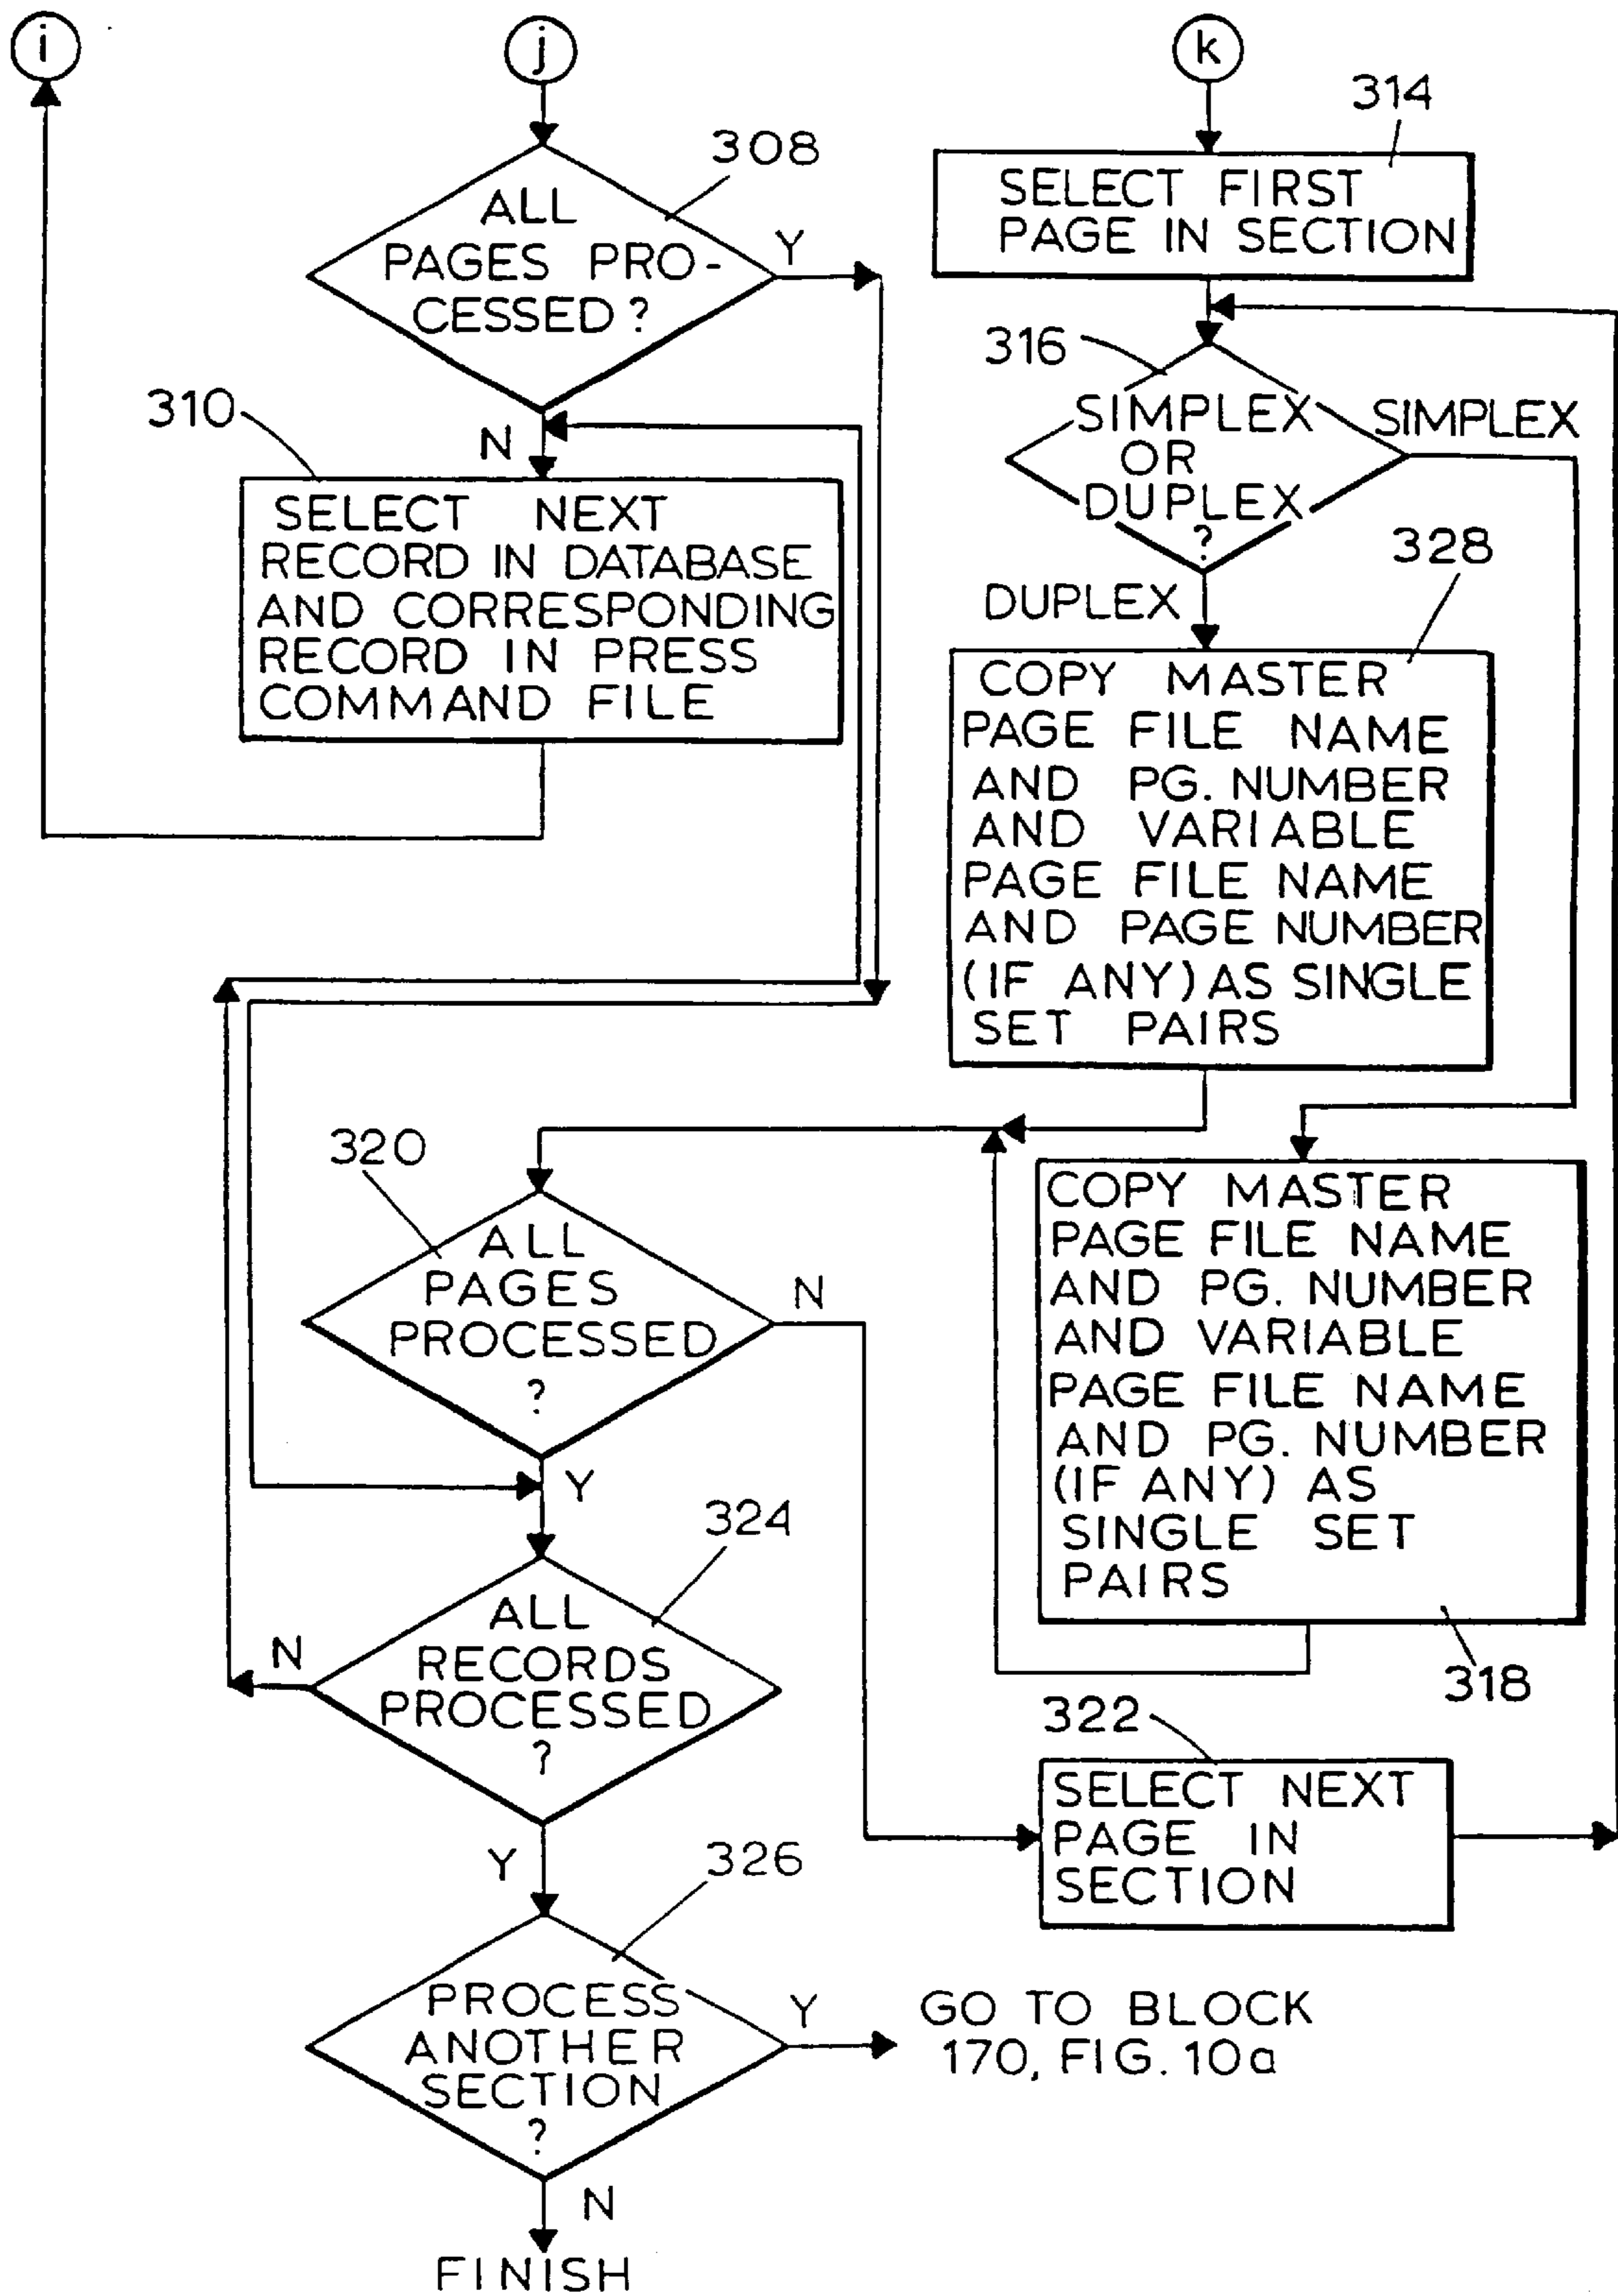 i
j
k
308
ALL
PAGES PRO-
CESSED?
Y
N
310
SELECT NEXT
RECORD IN DATABASE
AND CORRESPONDING
RECORD IN PRESS
COMMAND FILE
314
SELECT FIRST
PAGE IN SECTION
316
SIMPLEX
OR
DUPLEX
?
SIMPLEX
DUPLEX
328
COPY MASTER
PAGE FILE NAME
AND PG. NUMBER
AND VARIABLE
PAGE FILE NAME
AND PAGE NUMBER
(IF ANY) AS SINGLE
SET PAIRS
COPY MASTER
PAGE FILE NAME
AND PG. NUMBER
AND VARIABLE
PAGE FILE NAME
AND PG. NUMBER
(IF ANY) AS
SINGLE SET
PAIRS
318
320
ALL
PAGES
PROCESSED
?
N
Y
322
SELECT NEXT
PAGE IN
SECTION
324
ALL
RECORDS
PROCESSED
?
N
Y
326
PROCESS
ANOTHER
SECTION
?
Y
GO TO BLOCK
170, FIG. 10a
N
FINISH